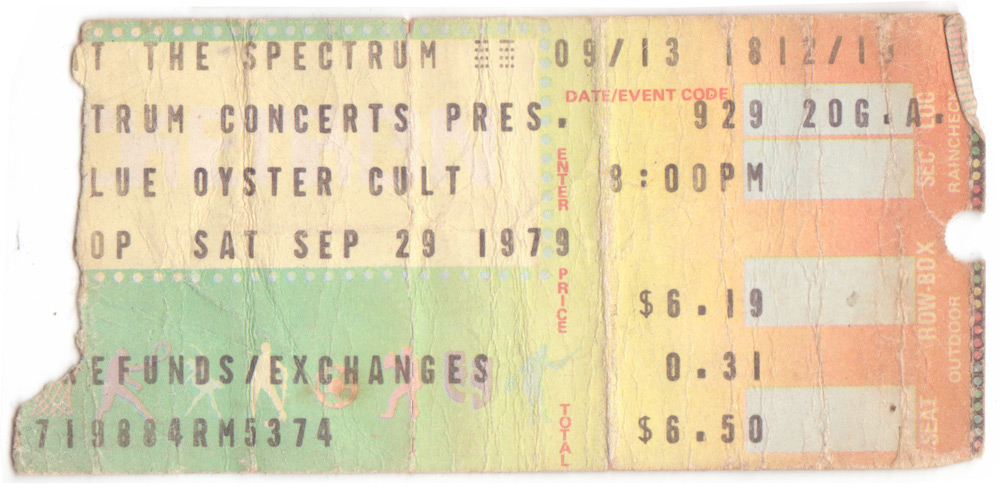 T THE SPECTRUM 09/13 1812/1
DATE/EVENT CODE
TRUM CONCERTS PRES. 929 20G.A.
LUE OYSTER CULT 8:00PM
OP SAT SEP 29 1979
ENTER
PRICE
$6.19
EFUNDS/EXCHANGES 0.31
719884RM5374 $6.50
TOTAL
SEC LOC
RAINCHECK
ROW-BOX
OUTDOOR
SEAT